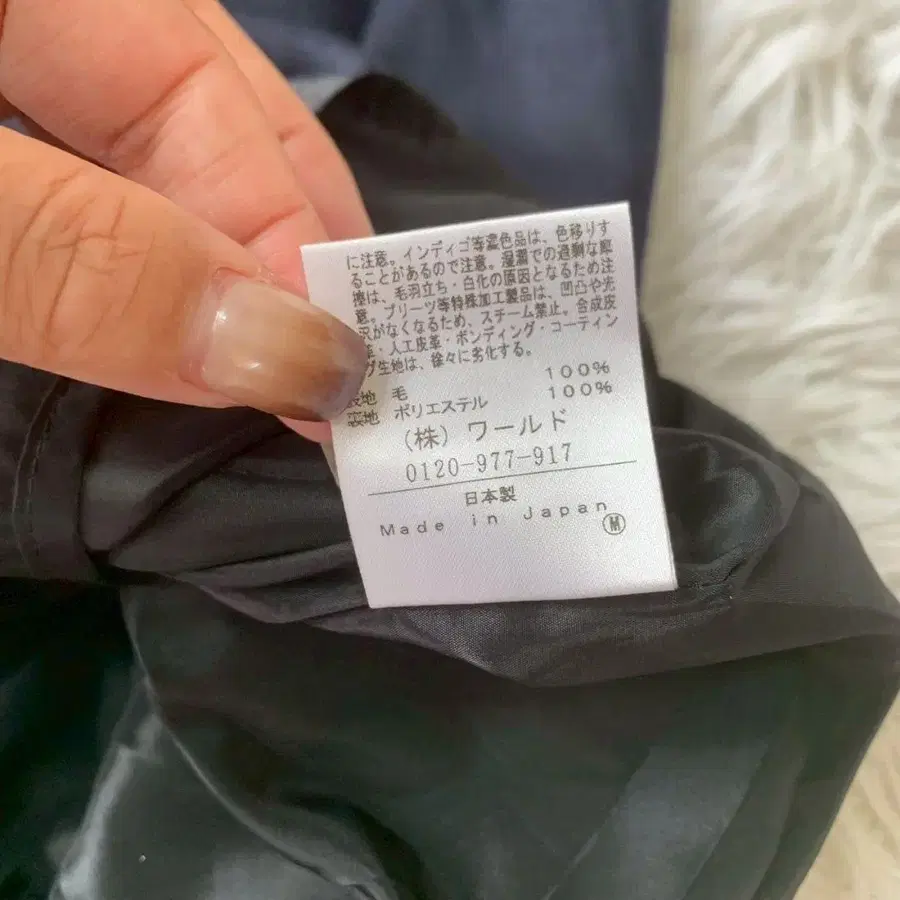 に注意。インディゴ等濃色品は、色移りす
ることがあるので注意。湿潤での過剰な摩
擦は、毛羽立ち・白化の原因となるため注
意。プリーツ等特殊加工製品は、凹凸や光
沢がなくなるため、スチーム禁止。合成皮
革・人工皮革・ボンディング・コーティン
グ生地は、徐々に劣化する。
表地 毛 100%
裏地 ポリエステル 100%
(株) ワールド
0120-977-917
日本製
Made in Japan
M